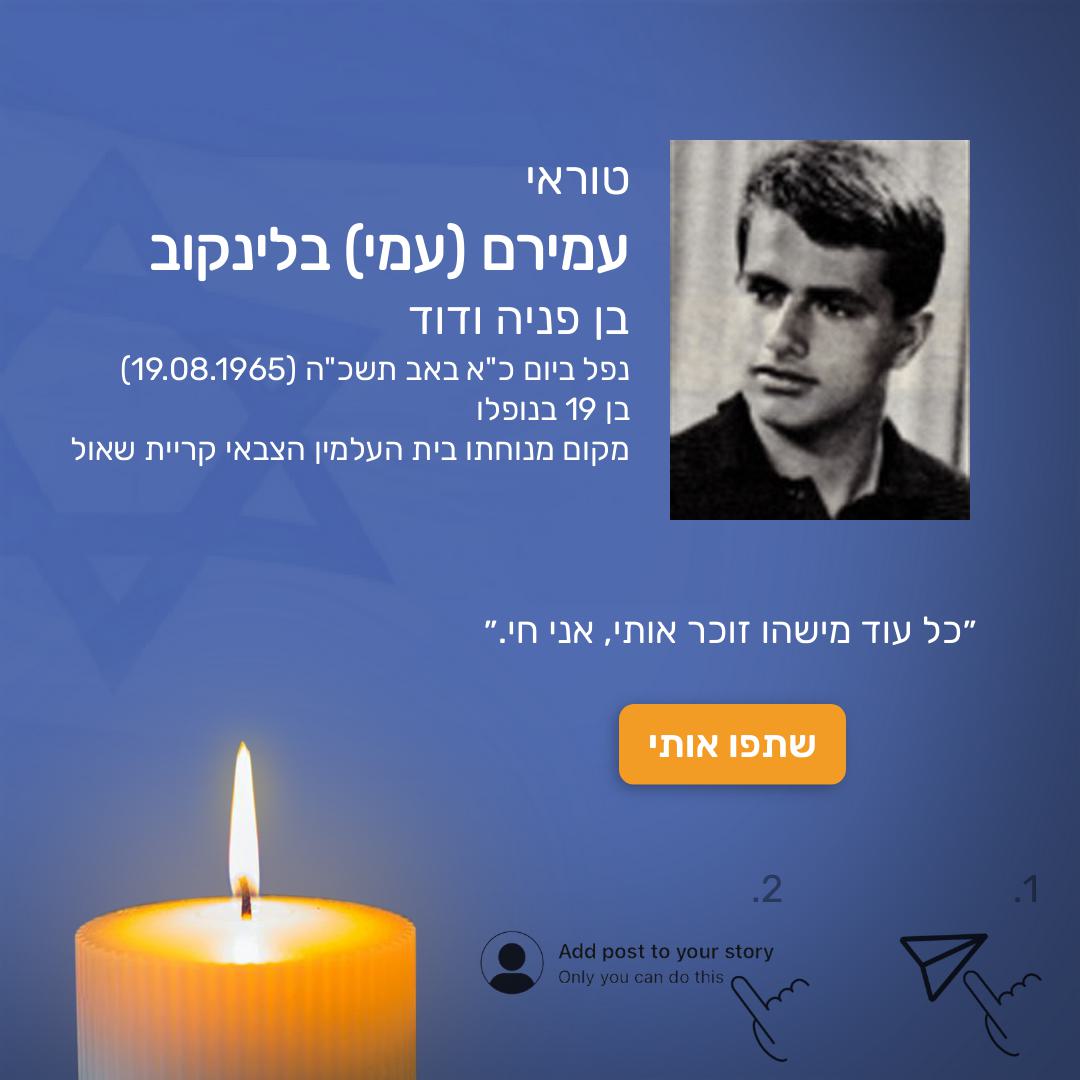 טוראי
עמירם (עמי) בלינקוב
בן פניה ודוד
נפל ביום כ"א באב תשכ"ה (19.08.1965)
בן 19 בנופלו
מקום מנוחתו בית העלמין הצבאי קריית שאול
״כל עוד מישהו זוכר אותי, אני חי.״
שתפו אותי
1.
2.
Add post to your story
Only you can do this